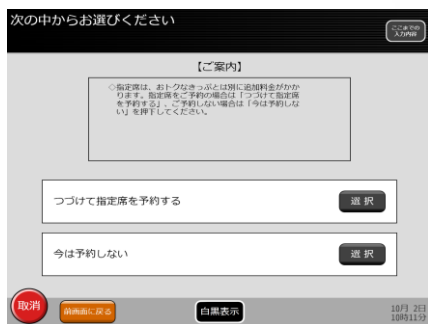 次の中からお選びください
ここまでの
入力内容
【ご案内】
◇指定席は、おトクなきっぷとは別に追加料金がかか
ります。指定席をご予約の場合は「つづけて指定席
を予約する」、ご予約しない場合は「今は予約しな
い」を押下してください。
つづけて指定席を予約する
選 択
今は予約しない
選 択
取消
前画面に戻る
白黒表示
10月 2日
10時11分